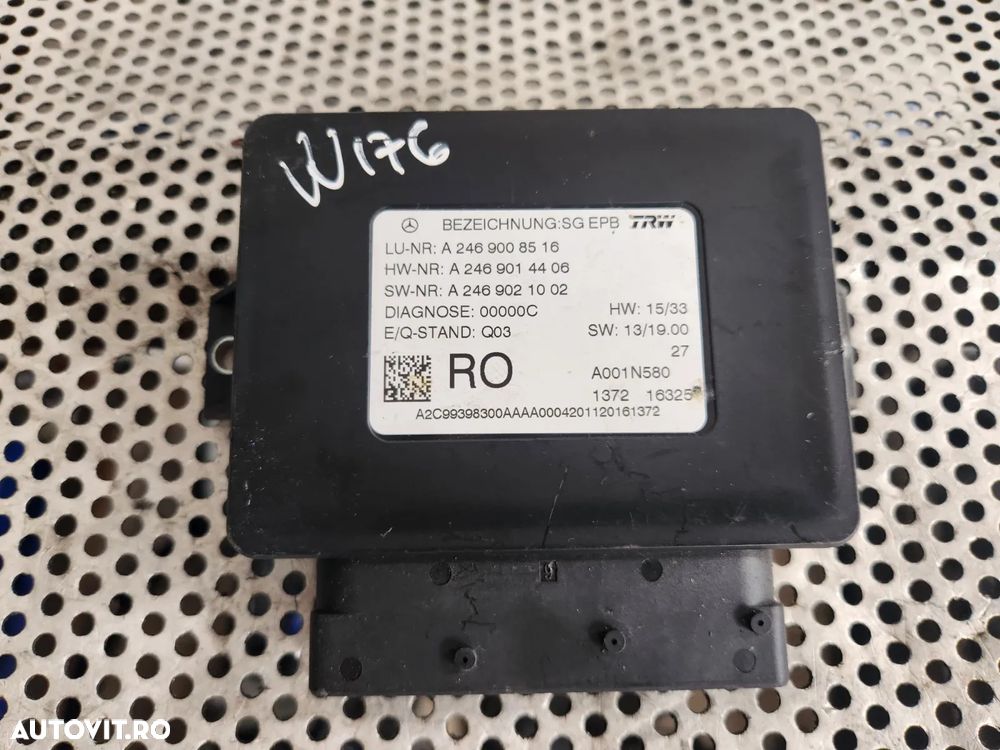 W176
BEZEICHNUNG:SG EPB TRW
LU-NR: A 246 900 85 16
HW-NR: A 246 901 44 06
SW-NR: A 246 902 10 02
DIAGNOSE: 00000C HW: 15/33
E/Q-STAND: Q03 SW: 13/19.00
27
RO A001N580
1372 16325
A2C99398300AAAA0004201120161372
AUTOVIT.RO